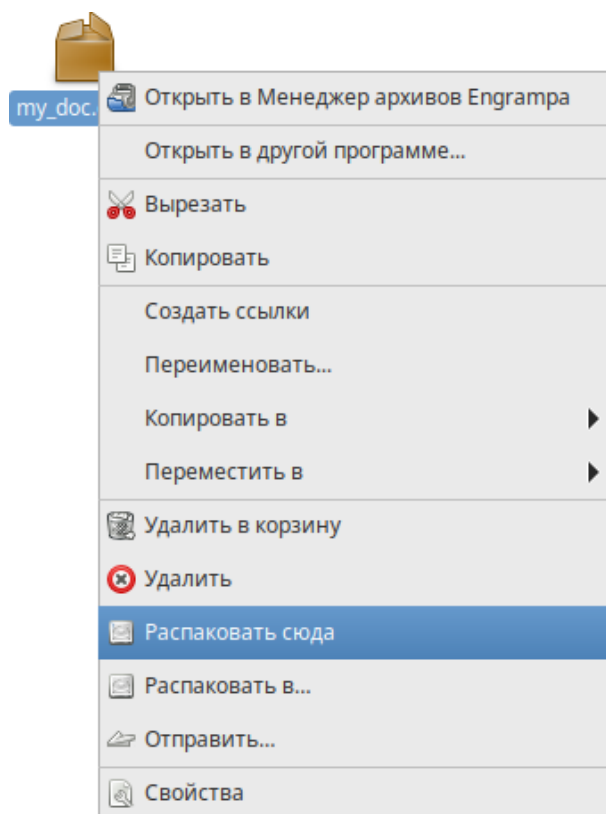 my_doc.
Открыть в Менеджер архивов Engrampa
Открыть в другой программе...
Вырезать
Копировать
Создать ссылки
Переименовать...
Копировать в
Переместить в
Удалить в корзину
Удалить
Распаковать сюда
Распаковать в...
Отправить...
Свойства